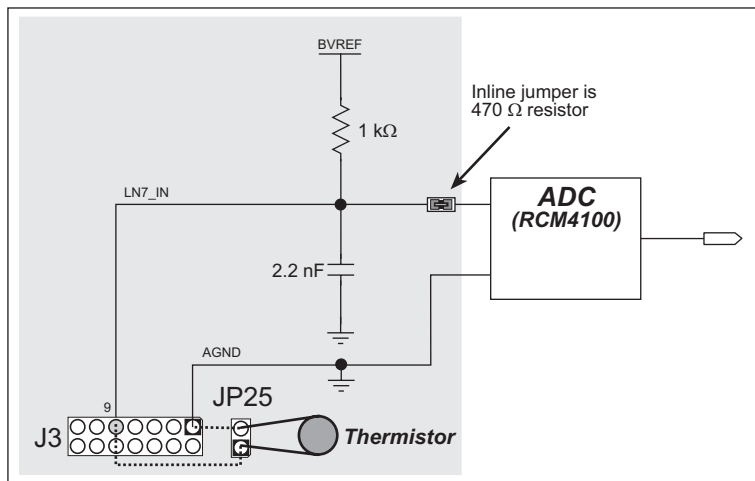 BVREF
Inline jumper is
470 Ω resistor
1 kΩ
LN7_IN
ADC
(RCM4100)
2.2 nF
AGND
9
JP25
J3
Thermistor